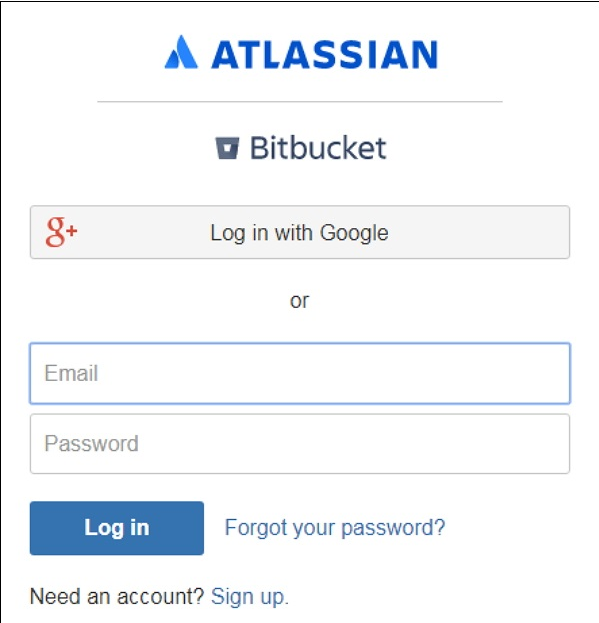 ATLASSIAN
Bitbucket
g+ Log in with Google
or
Email
Password
Log in Forgot your password?
Need an account? Sign up.